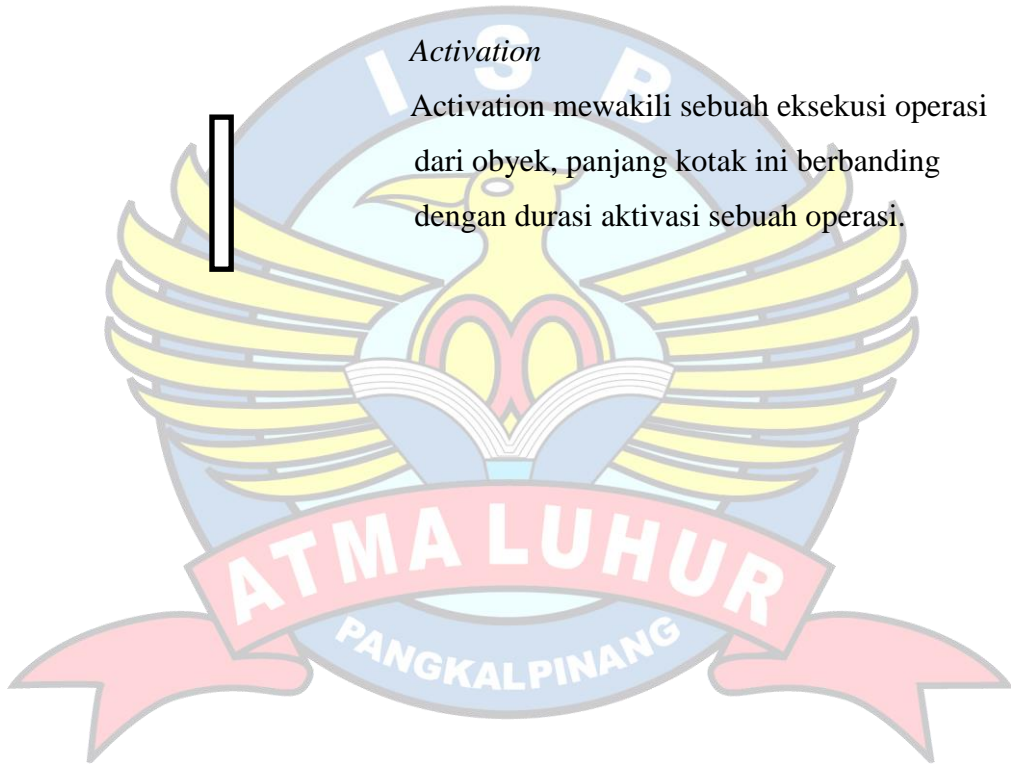 Activation
Activation mewakili sebuah eksekusi operasi
dari obyek, panjang kotak ini berbanding
dengan durasi aktivasi sebuah operasi.
I S B
ATMA LUHUR
PANGKALPINANG